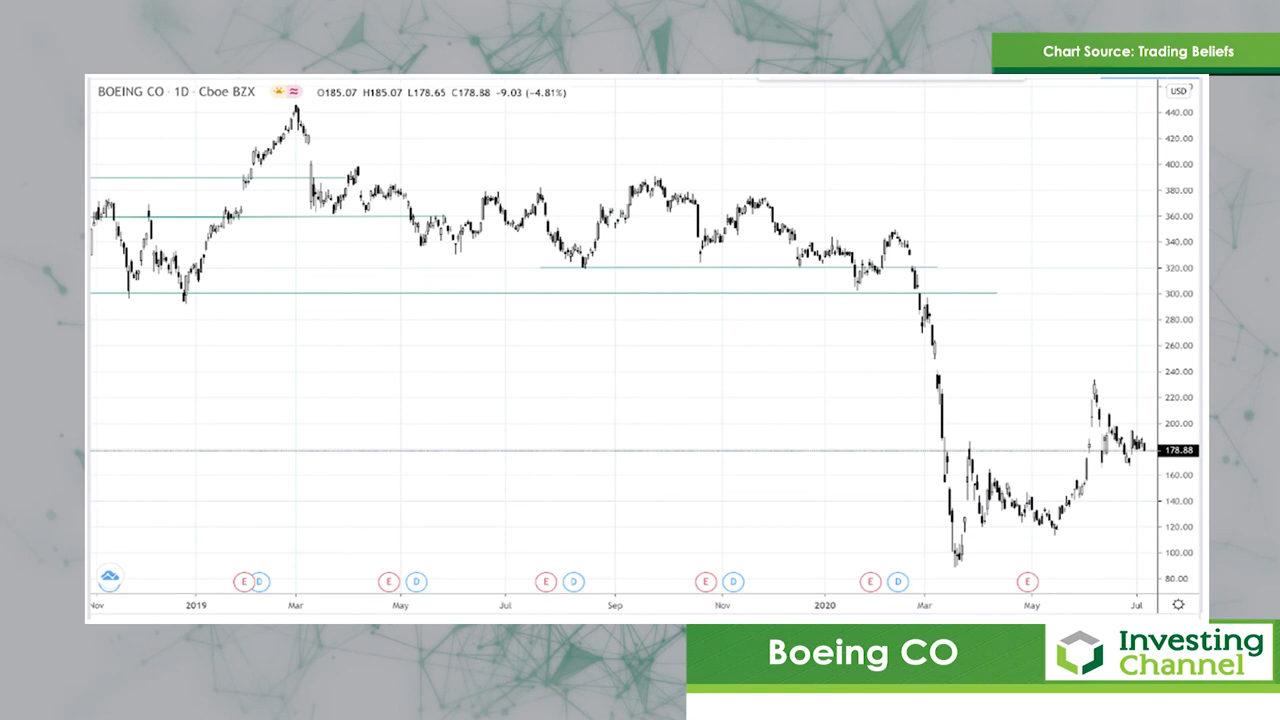 Chart Source: Trading Beliefs
BOEING CO · 1D · Cboe BZX O185.07 H185.07 L178.65 C178.88 -9.03 (-4.81%)
USD
440.00
420.00
400.00
380.00
360.00
340.00
320.00
300.00
280.00
260.00
240.00
220.00
200.00
178.88
160.00
140.00
120.00
100.00
80.00
E D E D E D E D E D E
Nov 2019 Mar May Jul Sep Nov 2020 Mar May Jul
Boeing CO
Investing
Channel